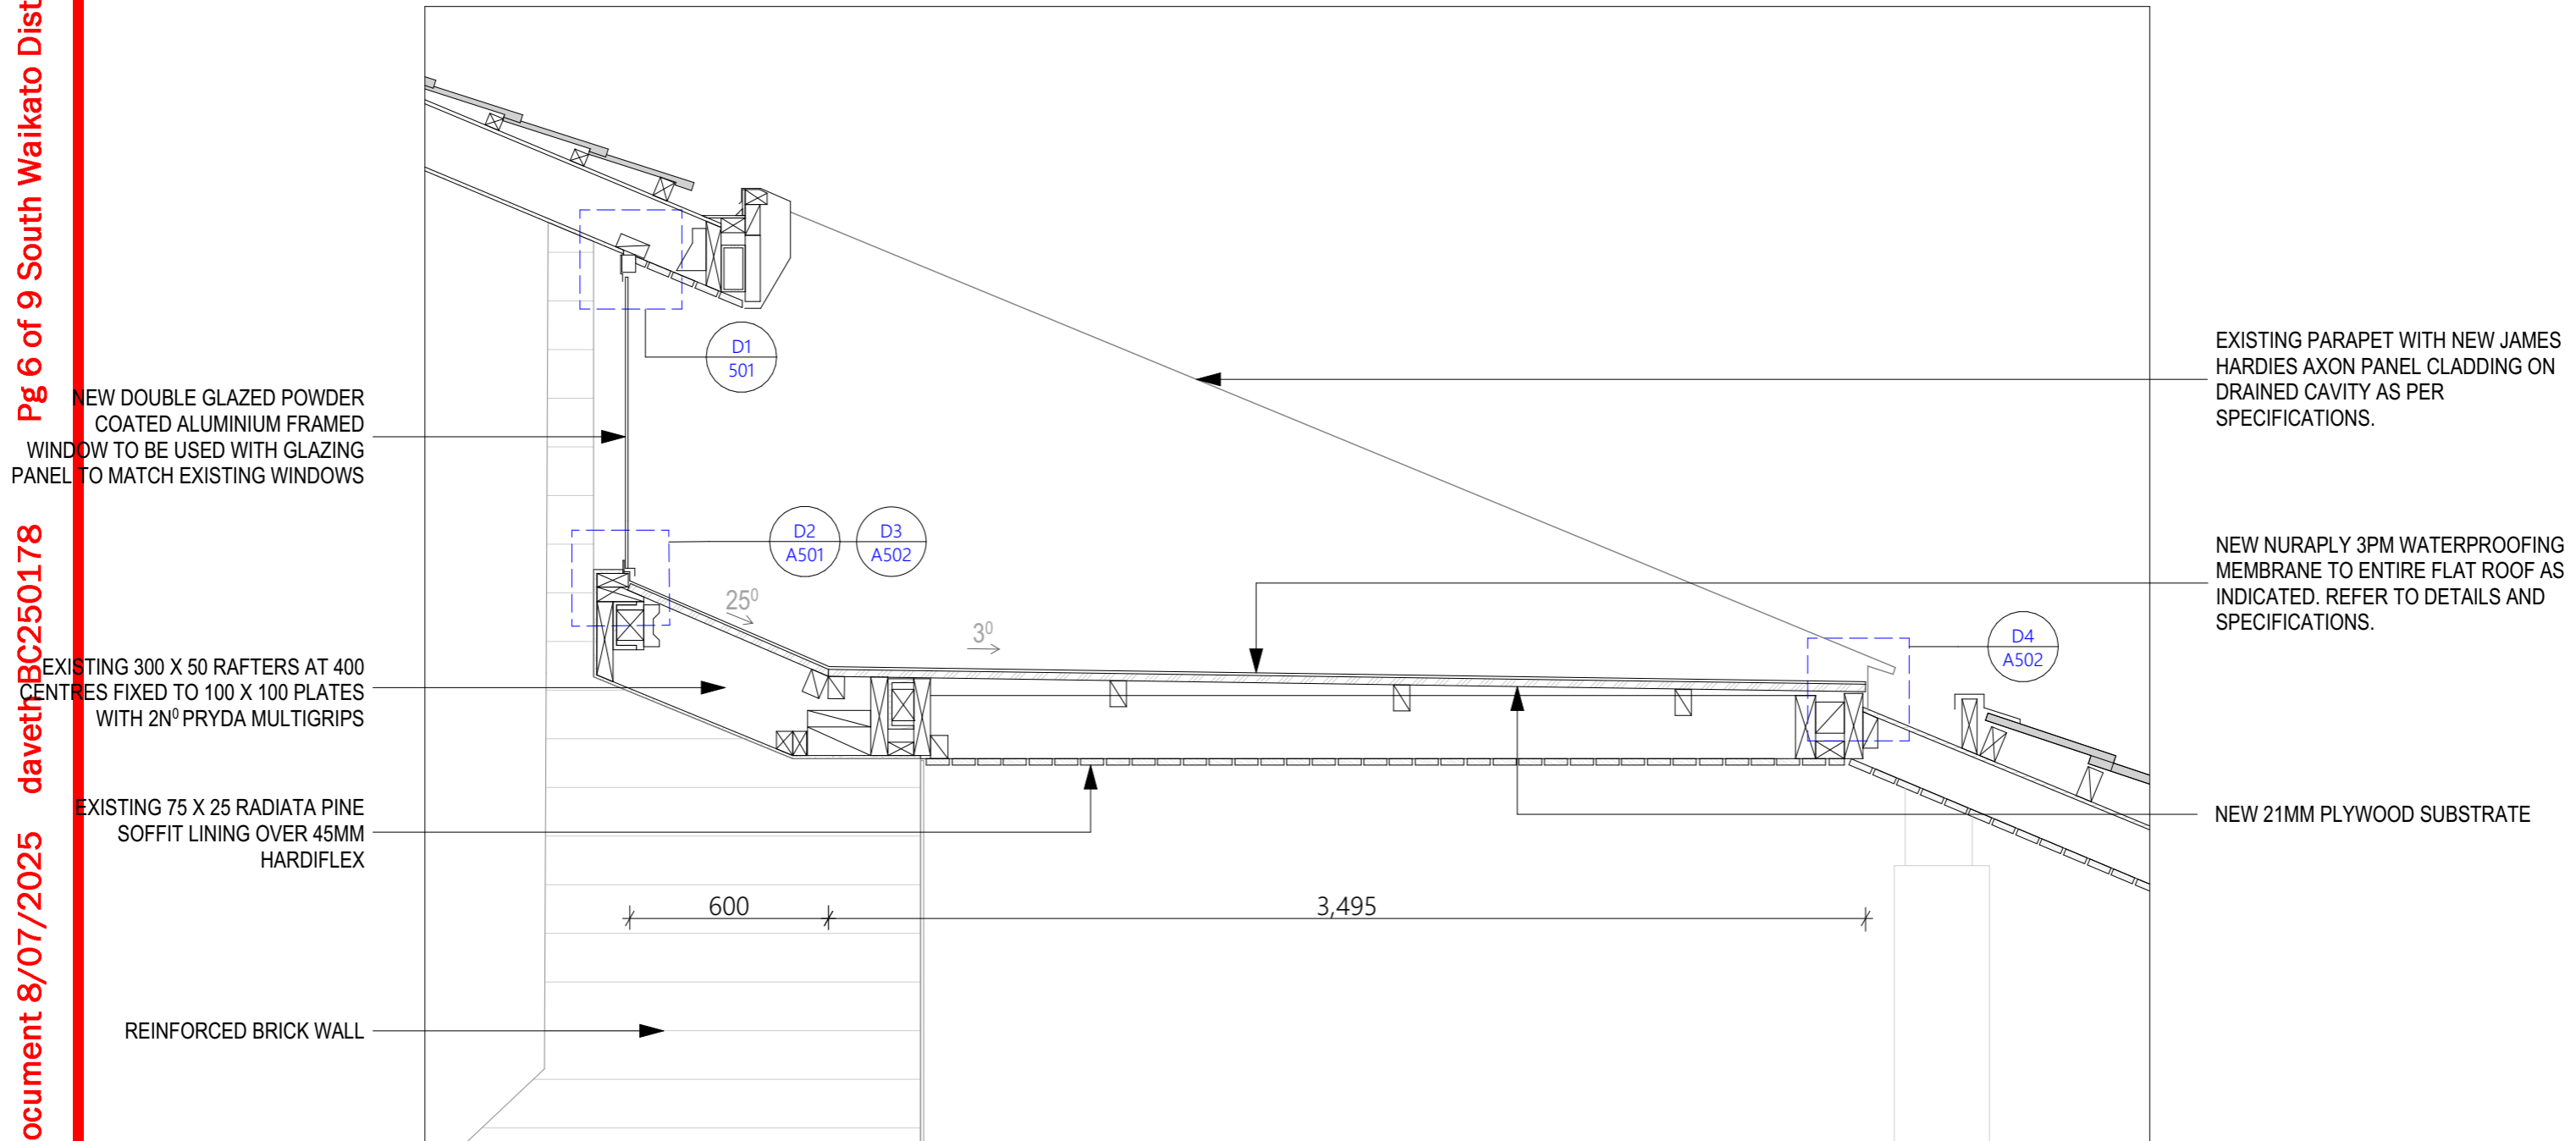 ocument 8/07/2025 daveth BC250178 Pg 6 of 9 South Waikato Dist
NEW DOUBLE GLAZED POWDER
COATED ALUMINIUM FRAMED
WINDOW TO BE USED WITH GLAZING
PANEL TO MATCH EXISTING WINDOWS
EXISTING 300 X 50 RAFTERS AT 400
CENTRES FIXED TO 100 X 100 PLATES
WITH 2N⁰ PRYDA MULTIGRIPS
EXISTING 75 X 25 RADIATA PINE
SOFFIT LINING OVER 45MM
HARDIFLEX
REINFORCED BRICK WALL
D1
501
D2
A501
D3
A502
25⁰
3⁰
D4
A502
600
3,495
EXISTING PARAPET WITH NEW JAMES
HARDIES AXON PANEL CLADDING ON
DRAINED CAVITY AS PER
SPECIFICATIONS.
NEW NURAPLY 3PM WATERPROOFING
MEMBRANE TO ENTIRE FLAT ROOF AS
INDICATED. REFER TO DETAILS AND
SPECIFICATIONS.
NEW 21MM PLYWOOD SUBSTRATE